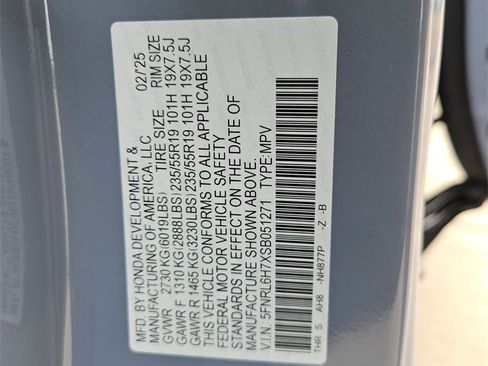 MFD. BY HONDA DEVELOPMENT & 02/'25
MANUFACTURING OF AMERICA, LLC
TIRE SIZE RIM SIZE
GVWR 2730 KG(6019LBS)
GAWR F 1310 KG(2888LBS) 235/55R19 101H 19X7.5J
GAWR R 1465 KG(3230LBS) 235/55R19 101H 19X7.5J
THIS VEHICLE CONFORMS TO ALL APPLICABLE
FEDERAL MOTOR VEHICLE SAFETY
STANDARDS IN EFFECT ON THE DATE OF
MANUFACTURE SHOWN ABOVE.
V.I.N. 5FNRL6H7XSB051271 TYPE:MPV
THR S AH8 -NH877P -Z -B